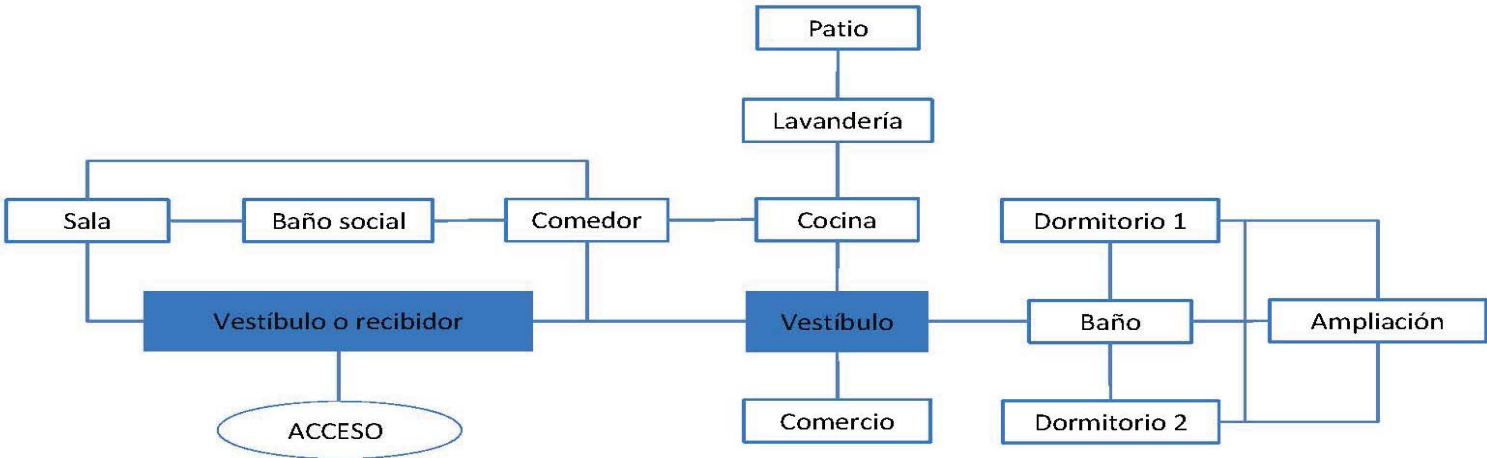 Patio
Lavandería
Sala
Baño social
Comedor
Cocina
Dormitorio 1
Vestíbulo o recibidor
Vestíbulo
Baño
Ampliación
ACCESO
Comercio
Dormitorio 2